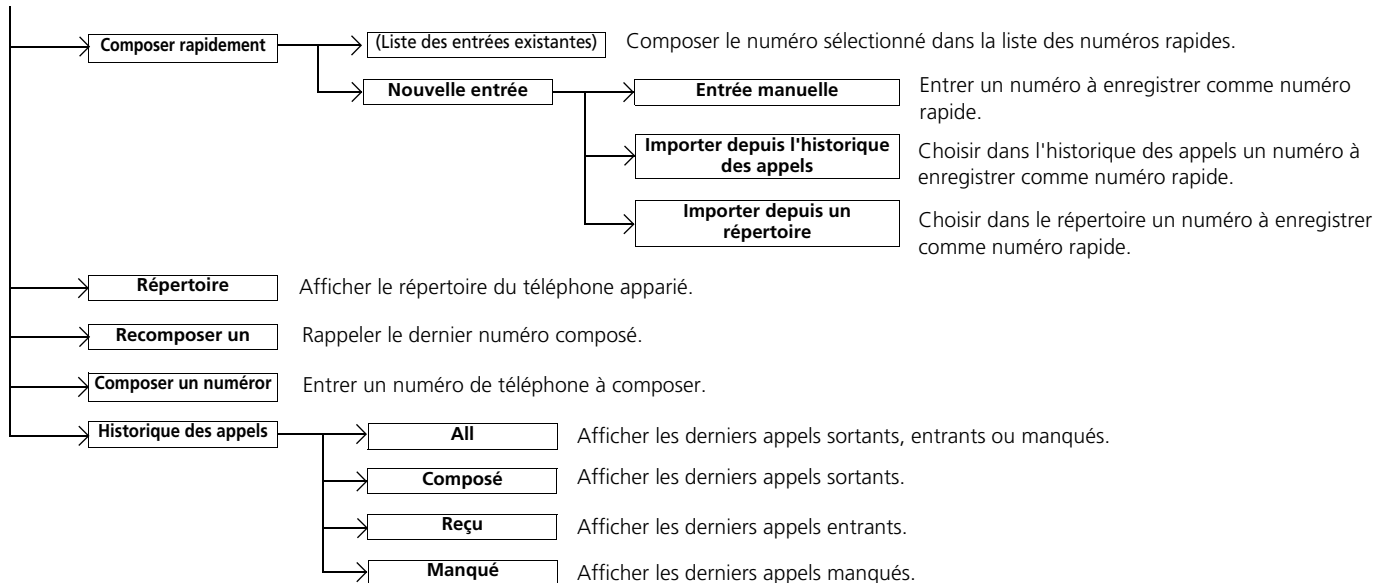 Composer rapidement
(Liste des entrées existantes)
Composer le numéro sélectionné dans la liste des numéros rapides.
Nouvelle entrée
Entrée manuelle
Entrer un numéro à enregistrer comme numéro
rapide.
Importer depuis l'historique
des appels
Choisir dans l'historique des appels un numéro à
enregistrer comme numéro rapide.
Importer depuis un
répertoire
Choisir dans le répertoire un numéro à enregistrer
comme numéro rapide.
Répertoire
Afficher le répertoire du téléphone apparié.
Recomposer un
Rappeler le dernier numéro composé.
Composer un numéror
Entrer un numéro de téléphone à composer.
Historique des appels
All
Afficher les derniers appels sortants, entrants ou manqués.
Composé
Afficher les derniers appels sortants.
Reçu
Afficher les derniers appels entrants.
Manqué
Afficher les derniers appels manqués.